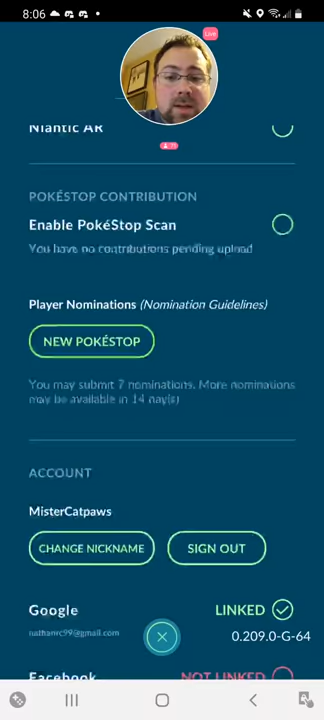 8:06
Live
Niantic AR
POKÉSTOP CONTRIBUTION
Enable PokéStop Scan
You have no contributions pending upload
Player Nominations (Nomination Guidelines)
NEW POKÉSTOP
You may submit 7 nominations. More nominations
may be available in 14 day(s)
ACCOUNT
MisterCatpaws
CHANGE NICKNAME
SIGN OUT
Google
LINKED
nathanrc99@gmail.com
0.209.0-G-64
Facebook
NOT LINKED